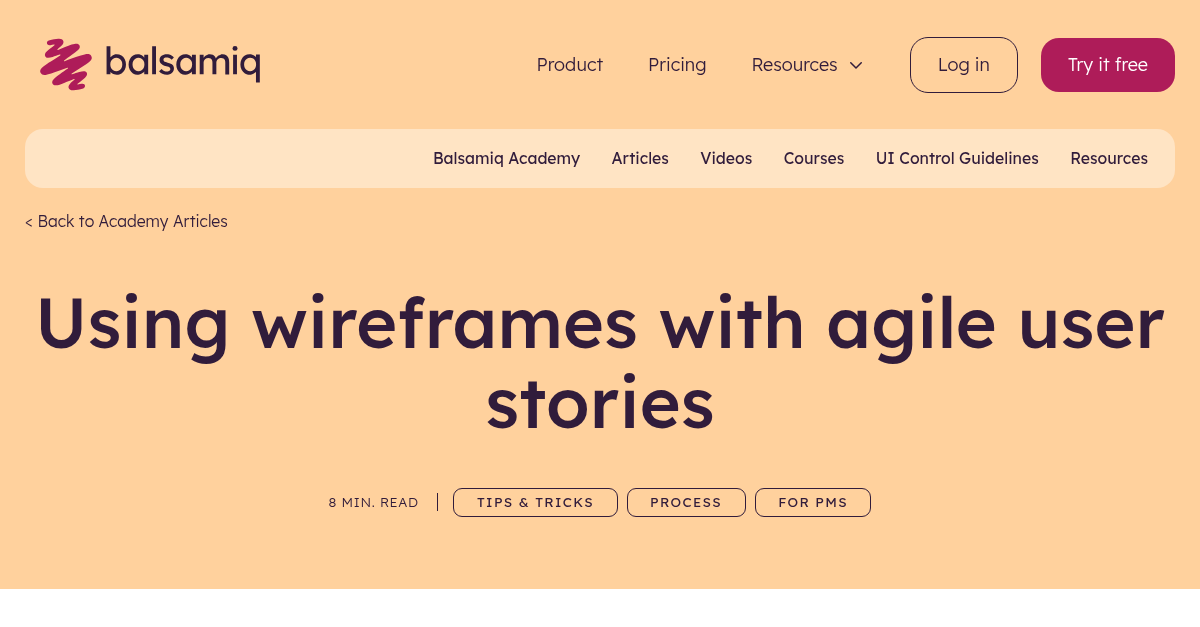 balsamiq
Product Pricing Resources Log in Try it free
Balsamiq Academy Articles Videos Courses UI Control Guidelines Resources
< Back to Academy Articles
Using wireframes with agile user
stories
8 MIN. READ TIPS & TRICKS PROCESS FOR PMS